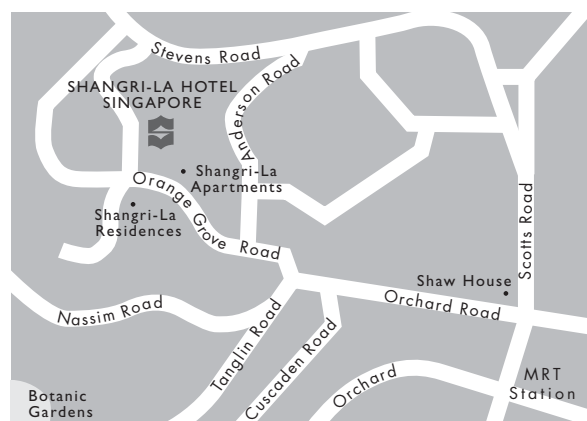 Stevens Road
SHANGRI-LA HOTEL
SINGAPORE
Anderson Road
Shangri-La
Apartments
Orange Grove Road
Shangri-La
Residences
Scotts Road
Shaw House
Orchard Road
Nassim Road
Tanglin Road
Cuscaden Road
Orchard
MRT
Station
Botanic
Gardens